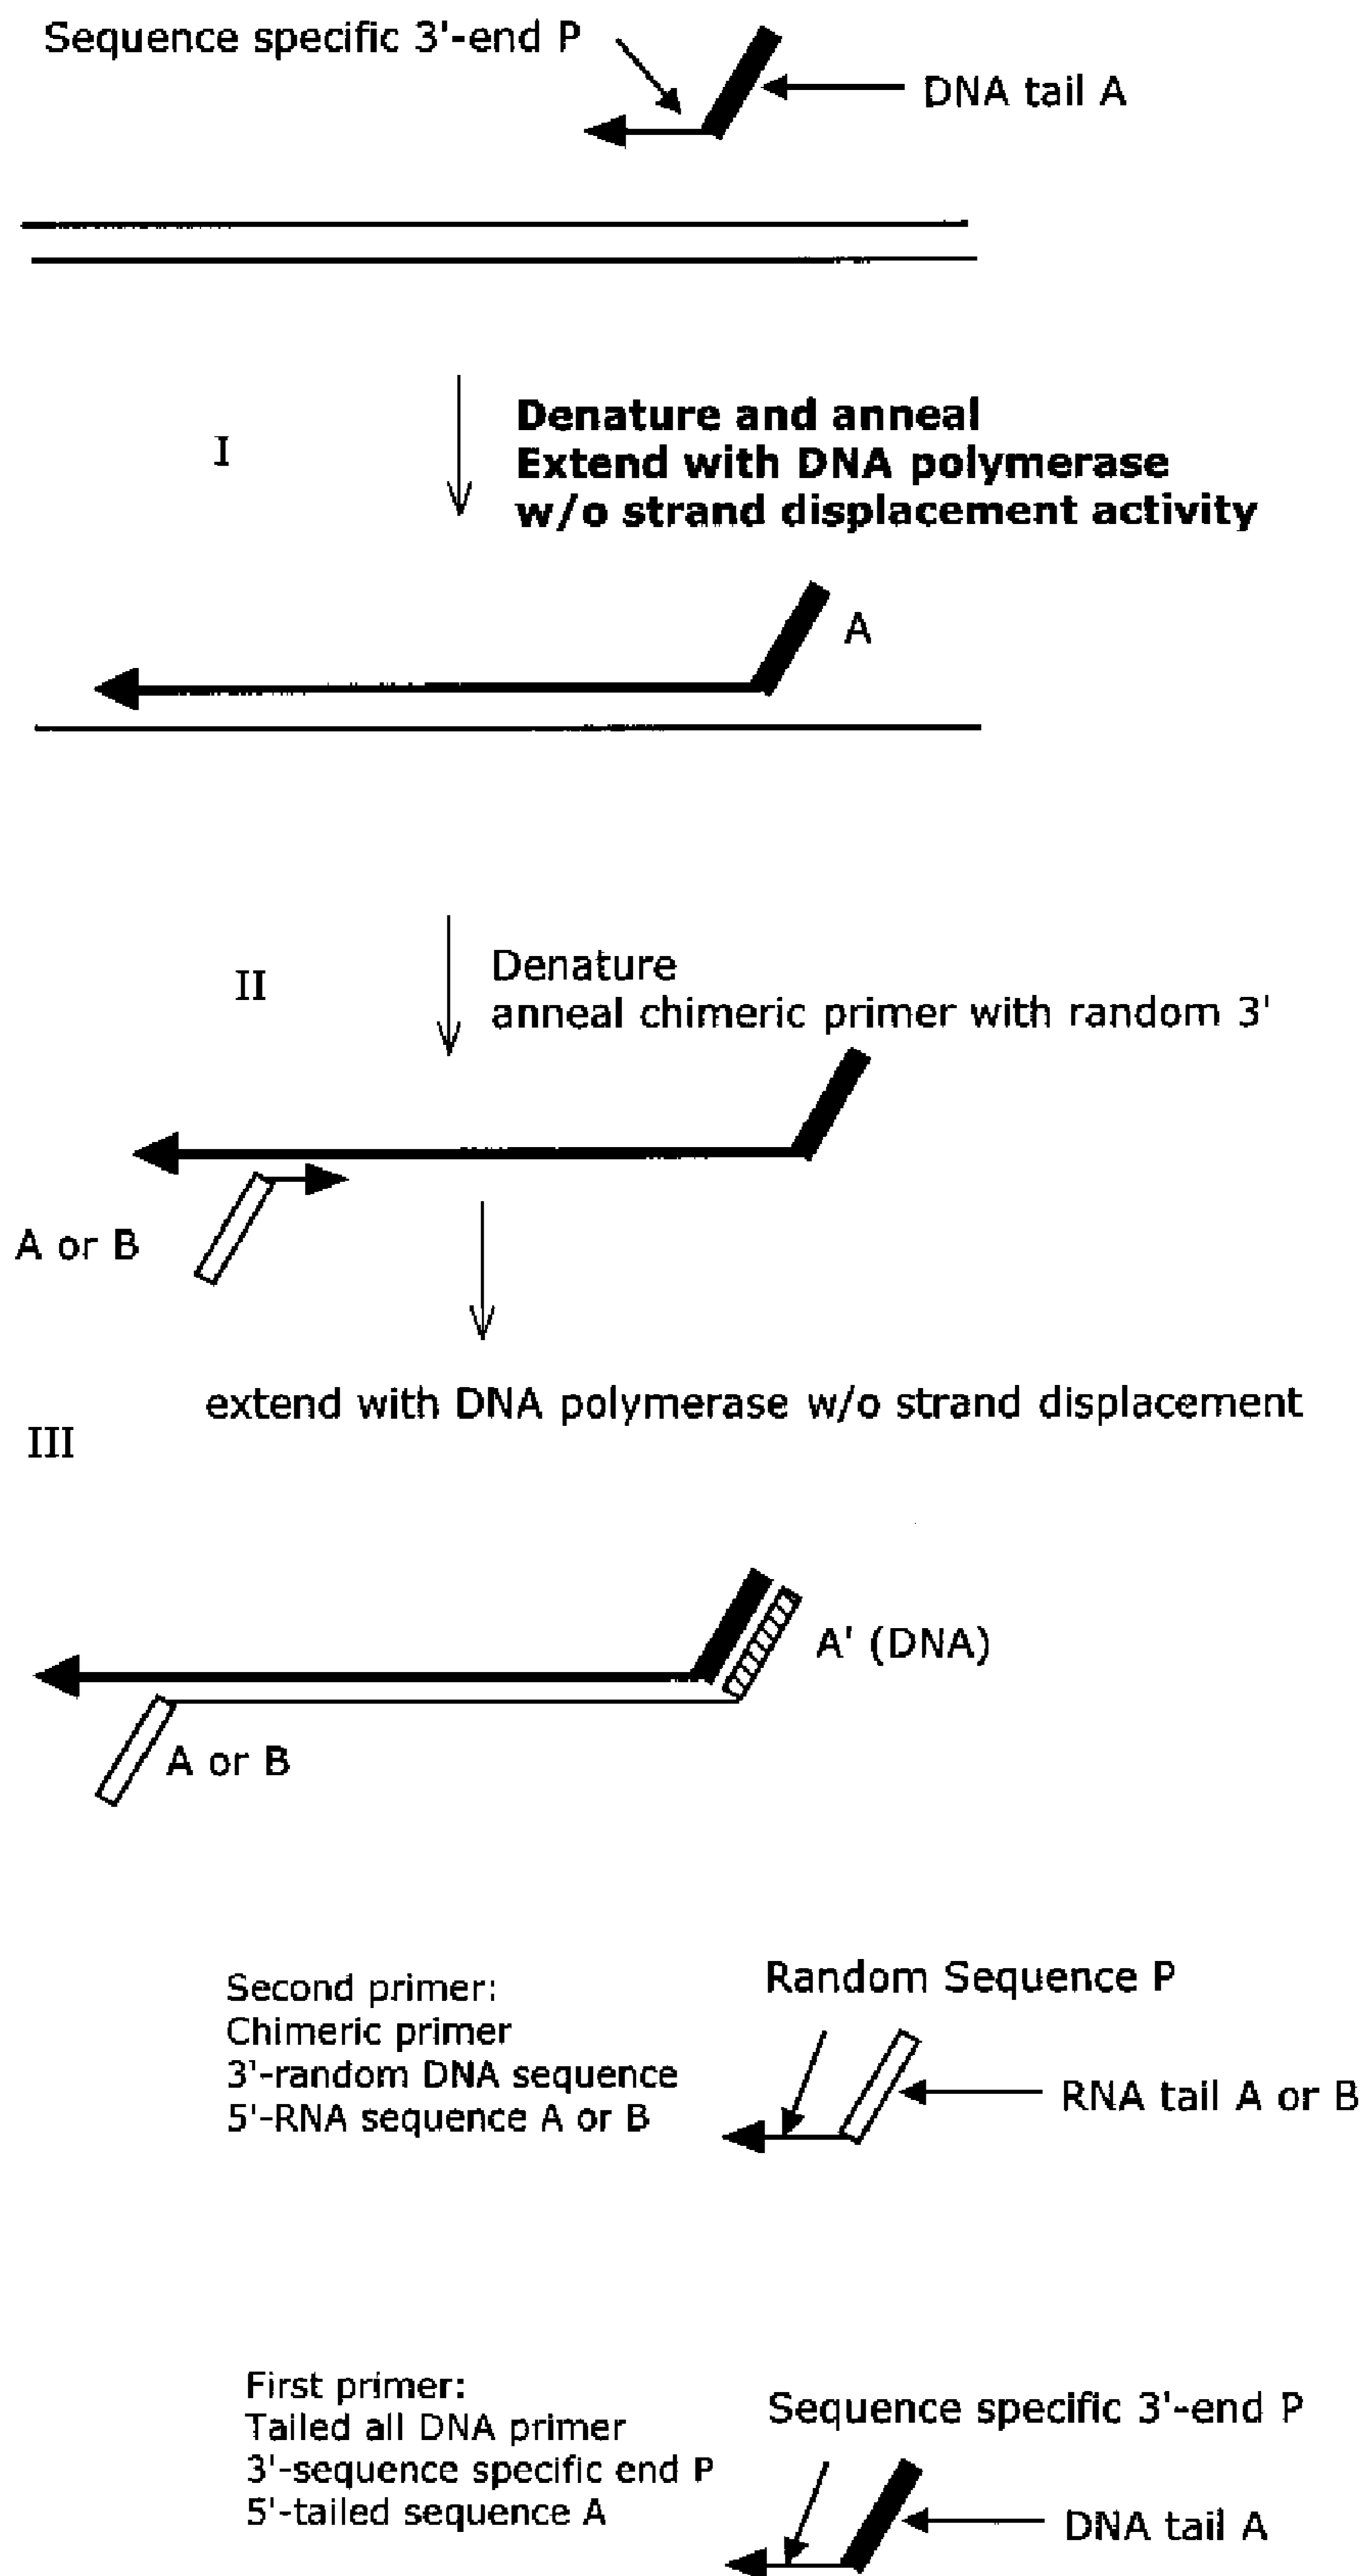 Sequence specific 3'-end P
DNA tail A
I
Denature and anneal
Extend with DNA polymerase
w/o strand displacement activity
A
II
Denature
anneal chimeric primer with random 3'
A or B
extend with DNA polymerase w/o strand displacement
III
A' (DNA)
A or B
Second primer:
Chimeric primer
3'-random DNA sequence
5'-RNA sequence A or B
Random Sequence P
RNA tail A or B
First primer:
Tailed all DNA primer
3'-sequence specific end P
5'-tailed sequence A
Sequence specific 3'-end P
DNA tail A